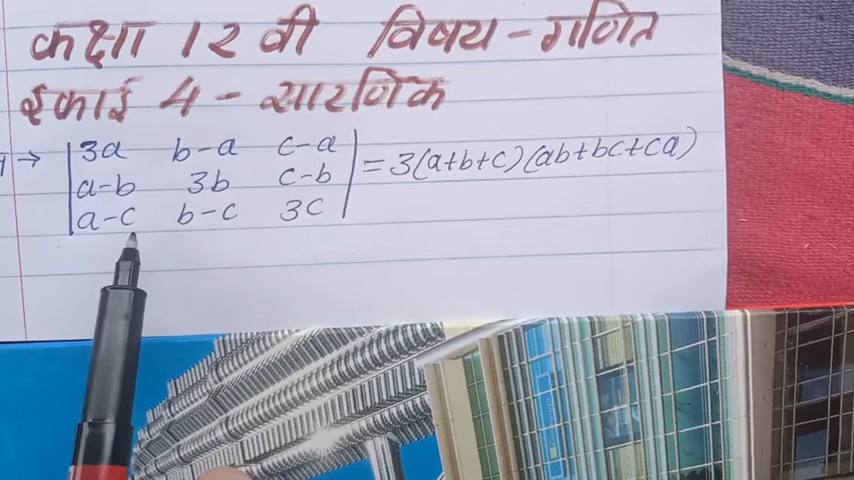 कक्षा 12 वी विषय - गणित
इकाई 4 - सारणिक
→ | 3a b-a c-a | = 3(a+b+c)(ab+bc+ca)
| a-b 3b c-b |
| a-c b-c 3c |